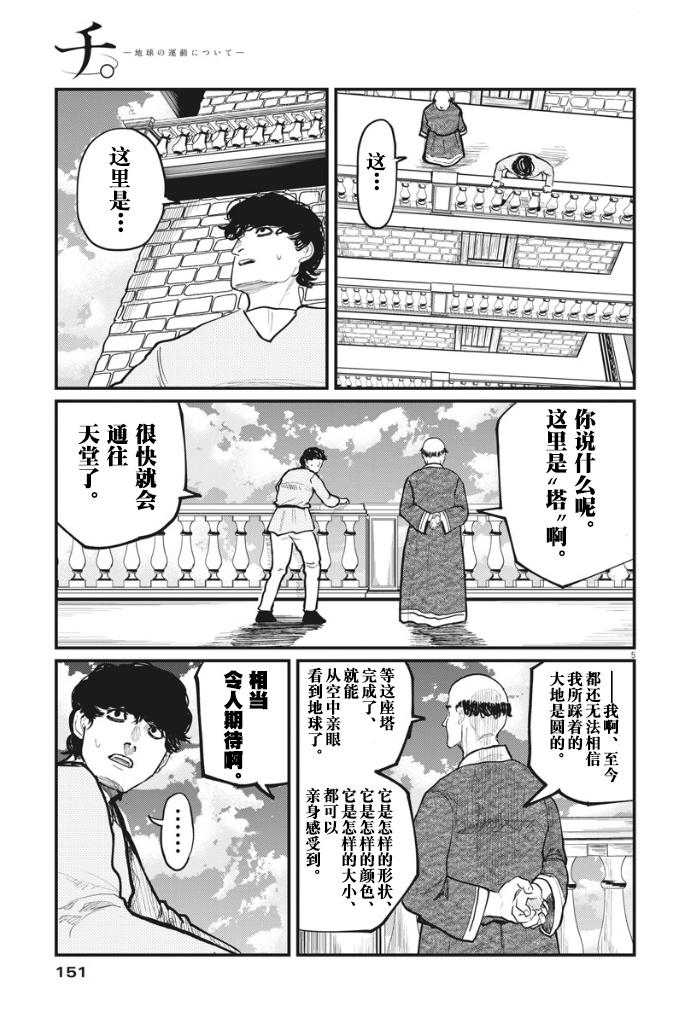 チ。
―地球の運動について―
这…
这里是…
你说什么呢。
这里是“塔”啊。
很快就会
通往
天堂了。
5
——我啊、至今
都还无法相信
我所踩着的
大地是圆的。
等这座塔
完成了、
就能
从空中亲眼
看到地球了。
它是怎样的形状、
它是怎样的颜色、
它是怎样的大小、
都可以
亲身感受到。
相当
令人期待啊。
……
151